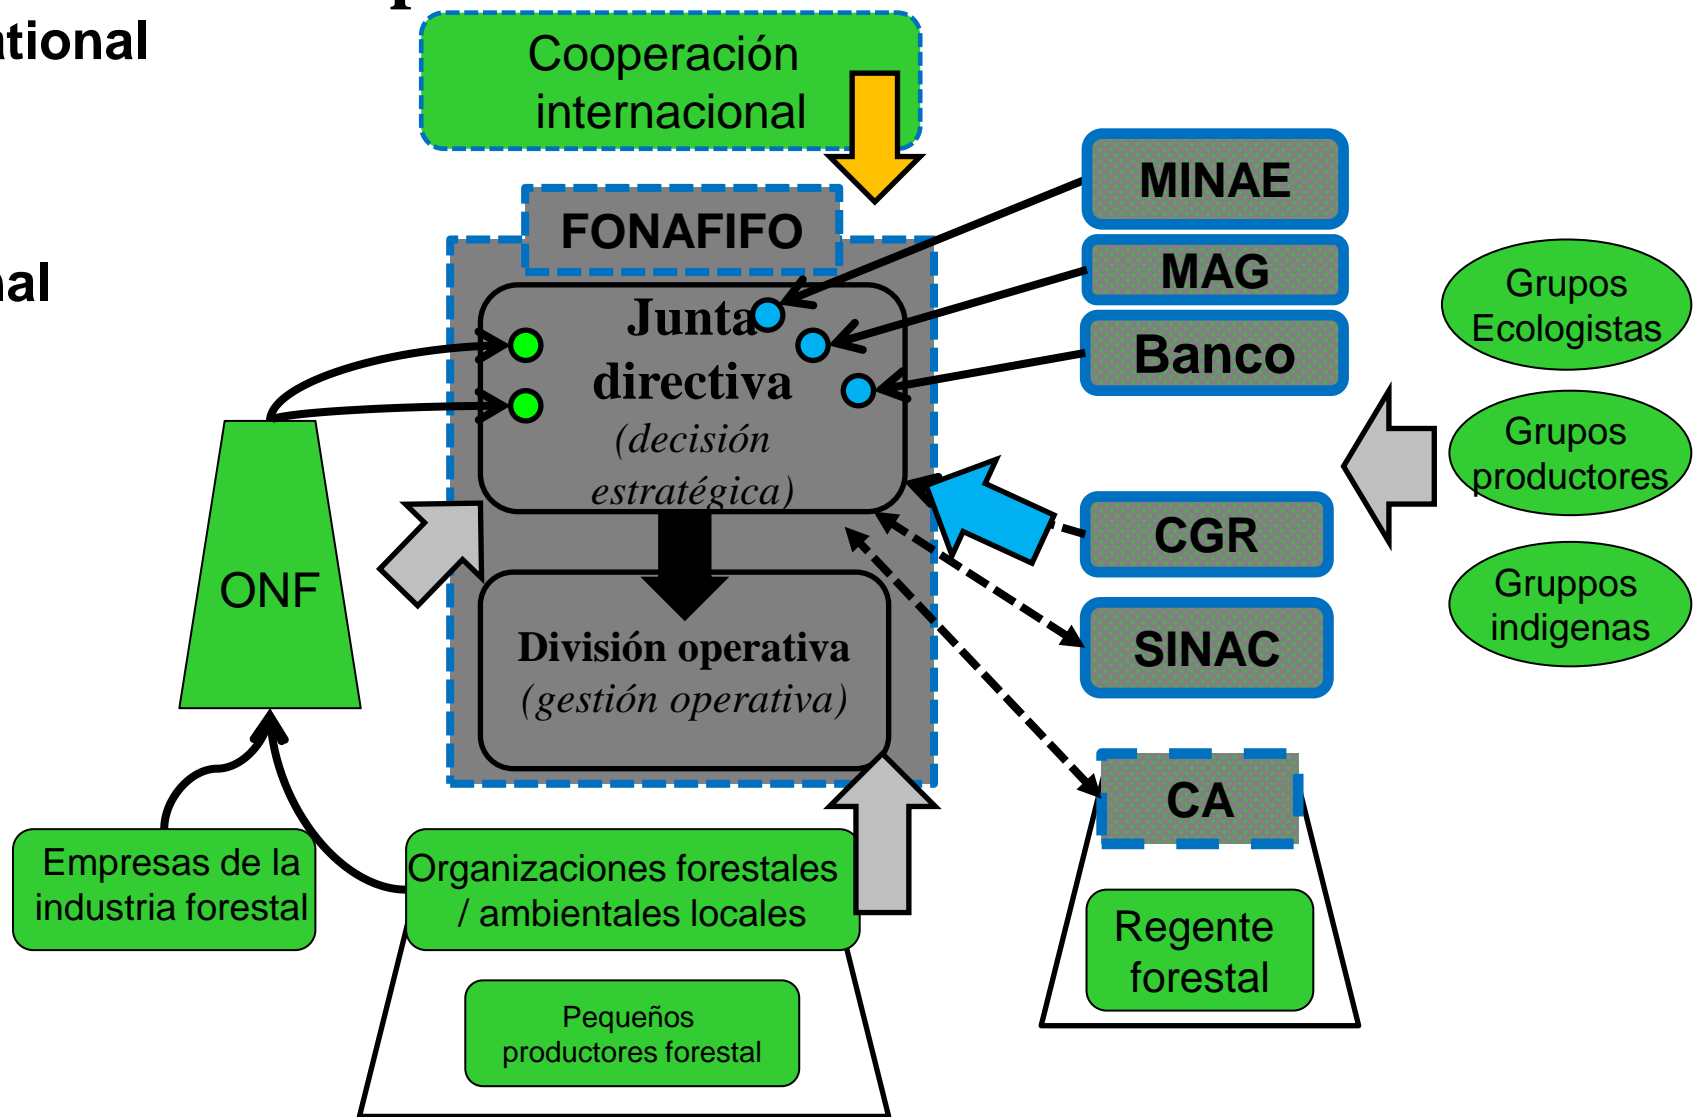 ational
Cooperación
internacional
MINAE
FONAFIFO
MAG
nal
Junta
directiva
(decisión
estratégica)
Banco
Grupos
Ecologistas
Grupos
productores
CGR
ONF
Gruppos
indigenas
SINAC
División operativa
(gestión operativa)
CA
Empresas de la
industria forestal
Organizaciones forestales
/ ambientales locales
Regente
forestal
Pequeños
productores forestal